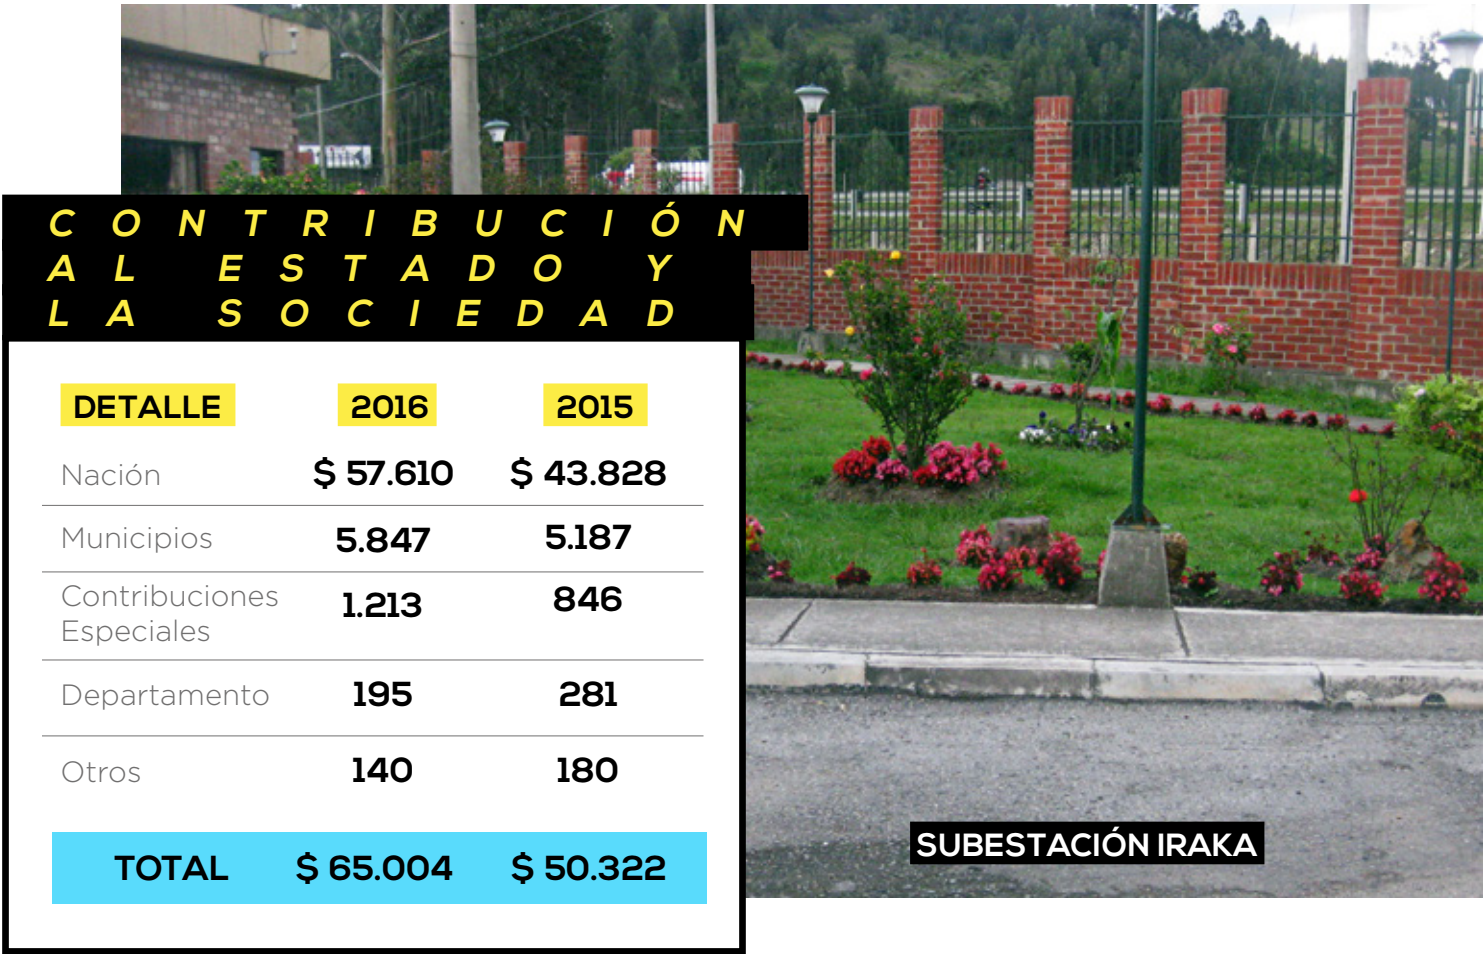 CONTRIBUCIÓN
AL ESTADO Y
LA SOCIEDAD
DETALLE 2016 2015
Nación $ 57.610 $ 43.828
Municipios 5.847 5.187
Contribuciones
Especiales 1.213 846
Departamento 195 281
Otros 140 180
TOTAL $ 65.004 $ 50.322
SUBESTACIÓN IRAKA